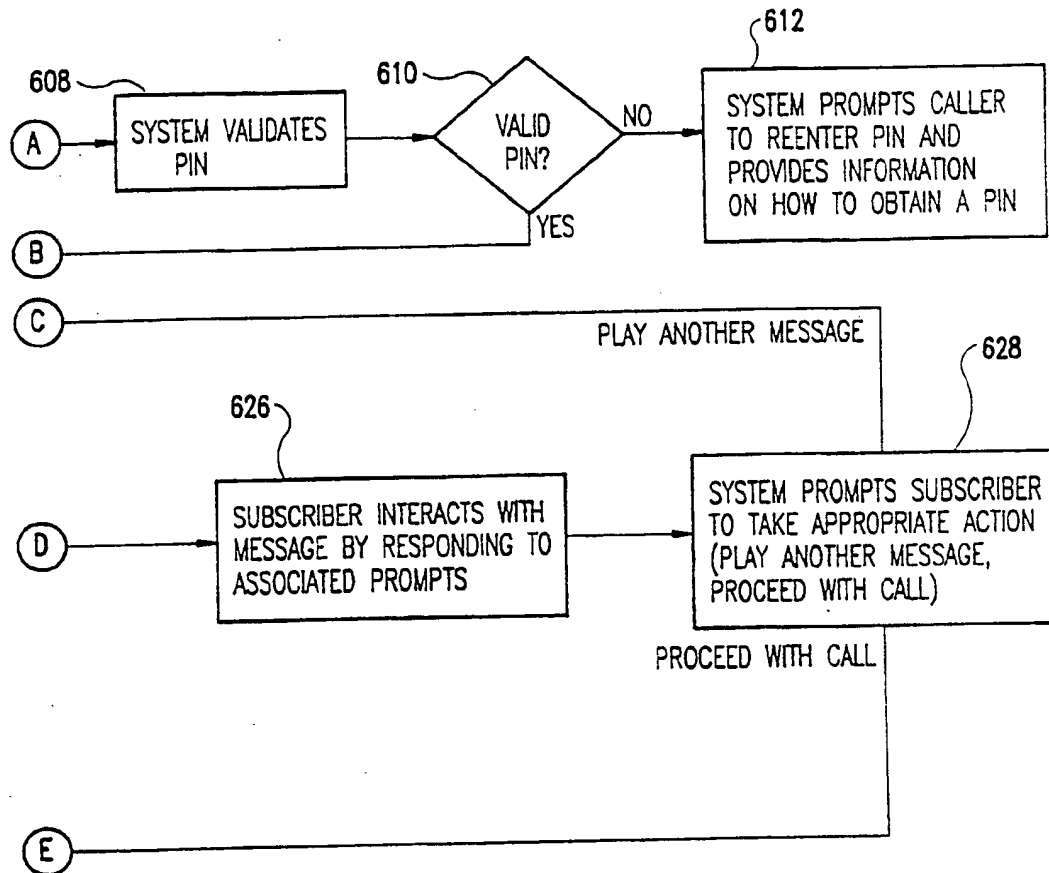 608
610
612
A
SYSTEM VALIDATES
PIN
VALID
PIN?
NO
YES
SYSTEM PROMPTS CALLER
TO REENTER PIN AND
PROVIDES INFORMATION
ON HOW TO OBTAIN A PIN
B
C
PLAY ANOTHER MESSAGE
626
628
D
SUBSCRIBER INTERACTS WITH
MESSAGE BY RESPONDING TO
ASSOCIATED PROMPTS
SYSTEM PROMPTS SUBSCRIBER
TO TAKE APPROPRIATE ACTION
(PLAY ANOTHER MESSAGE,
PROCEED WITH CALL)
PROCEED WITH CALL
E